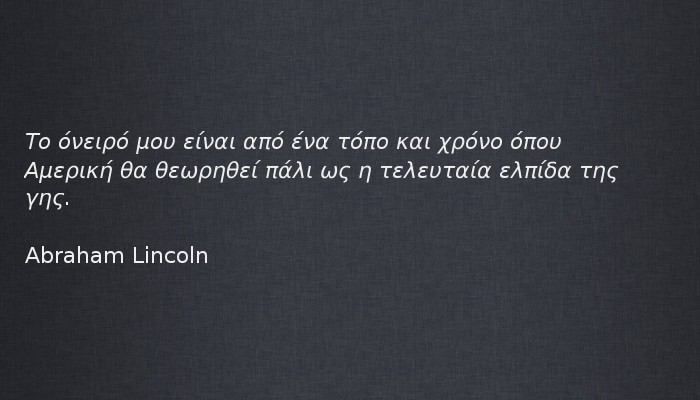 Το όνειρό μου είναι από ένα τόπο και χρόνο όπου
Αμερική θα θεωρηθεί πάλι ως η τελευταία ελπίδα της
γης.
Abraham Lincoln